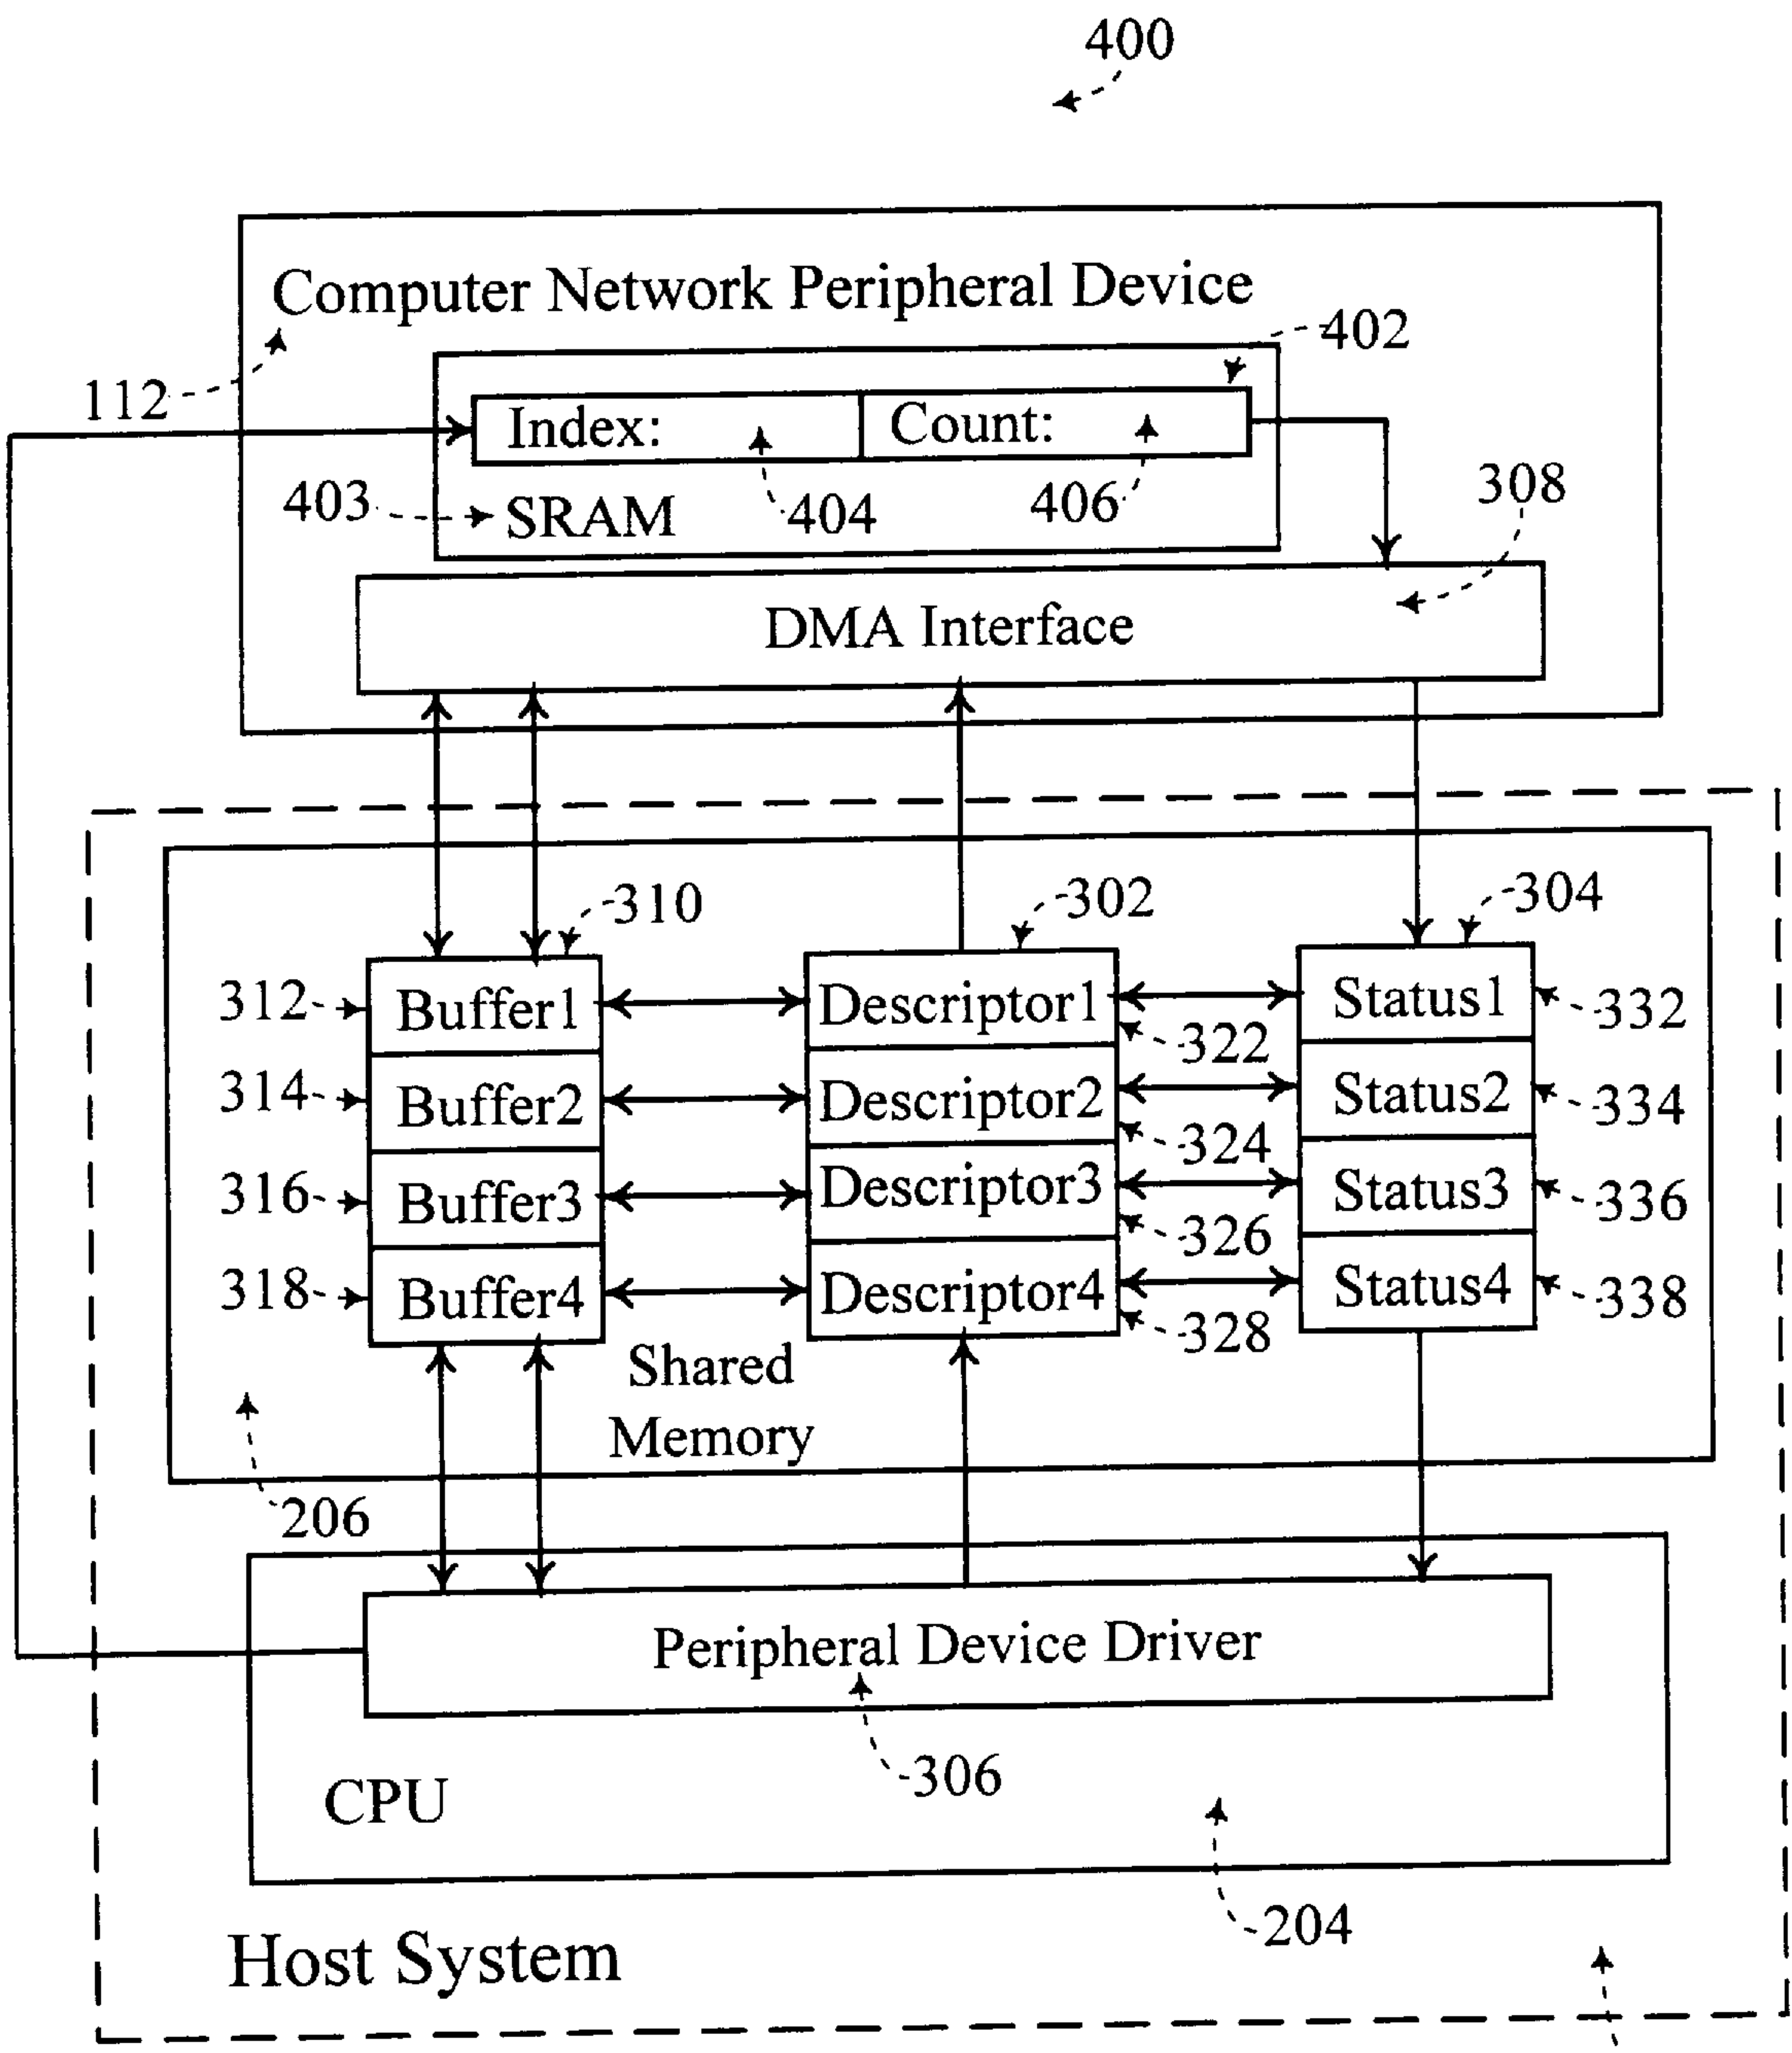 400
Computer Network Peripheral Device
402
112
Index:
Count:
403
SRAM
404
406
308
DMA Interface
310
302
304
312
Buffer1
Descriptor1
Status1
332
322
314
Buffer2
Descriptor2
Status2
334
324
316
Buffer3
Descriptor3
Status3
336
326
318
Buffer4
Descriptor4
Status4
338
328
Shared
Memory
206
Peripheral Device Driver
306
CPU
204
Host System